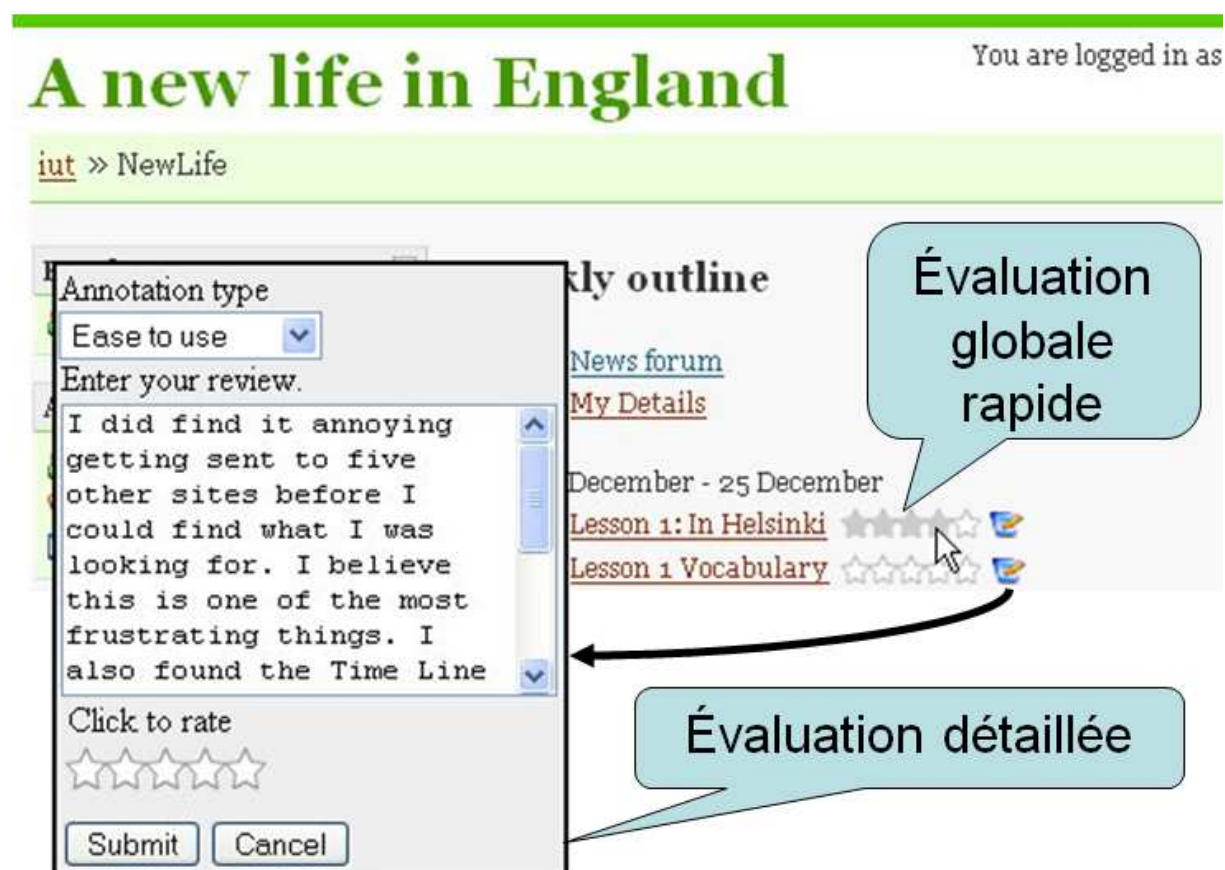 A new life in England
You are logged in as
iut » NewLife
Annotation type
Ease to use
Enter your review.
I did find it annoying
getting sent to five
other sites before I
could find what I was
looking for. I believe
this is one of the most
frustrating things. I
also found the Time Line
Click to rate
Submit
Cancel
kly outline
News forum
My Details
December - 25 December
Lesson 1: In Helsinki
Lesson 1 Vocabulary
Évaluation
globale
rapide
Évaluation détaillée